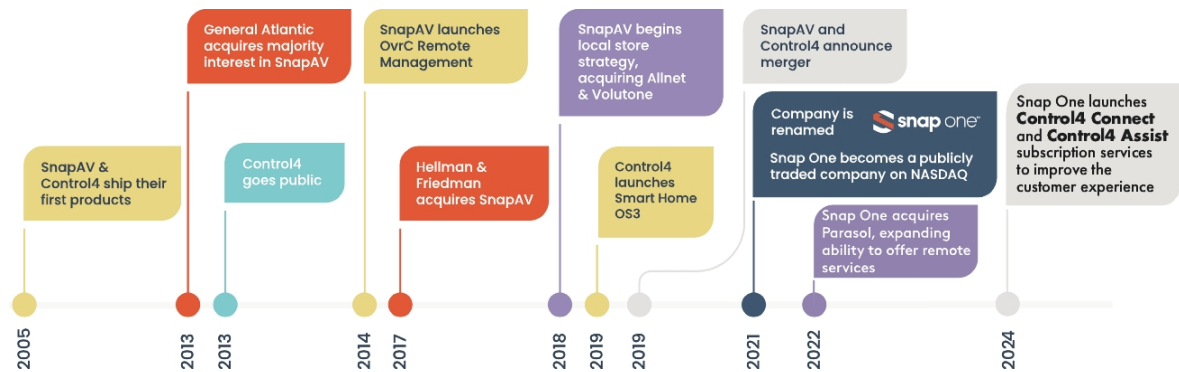 General Atlantic
acquires majority
interest in SnapAV
SnapAV launches
OvrC Remote
Management
SnapAV begins
local store
strategy,
acquiring Allnet
& Volutone
SnapAV and
Control4 announce
merger
SnapAV &
Control4 ship their
first products
Control4
goes public
Hellman &
Friedman
acquires SnapAV
Control4
launches
Smart Home
OS3
Company is
renamed
snap one™
Snap One becomes a publicly
traded company on NASDAQ
Snap One acquires
Parasol, expanding
ability to offer remote
services
Snap One launches
Control4 Connect
and Control4 Assist
subscription services
to improve the
customer experience
2005
2013
2013
2014
2017
2018
2019
2019
2021
2022
2024